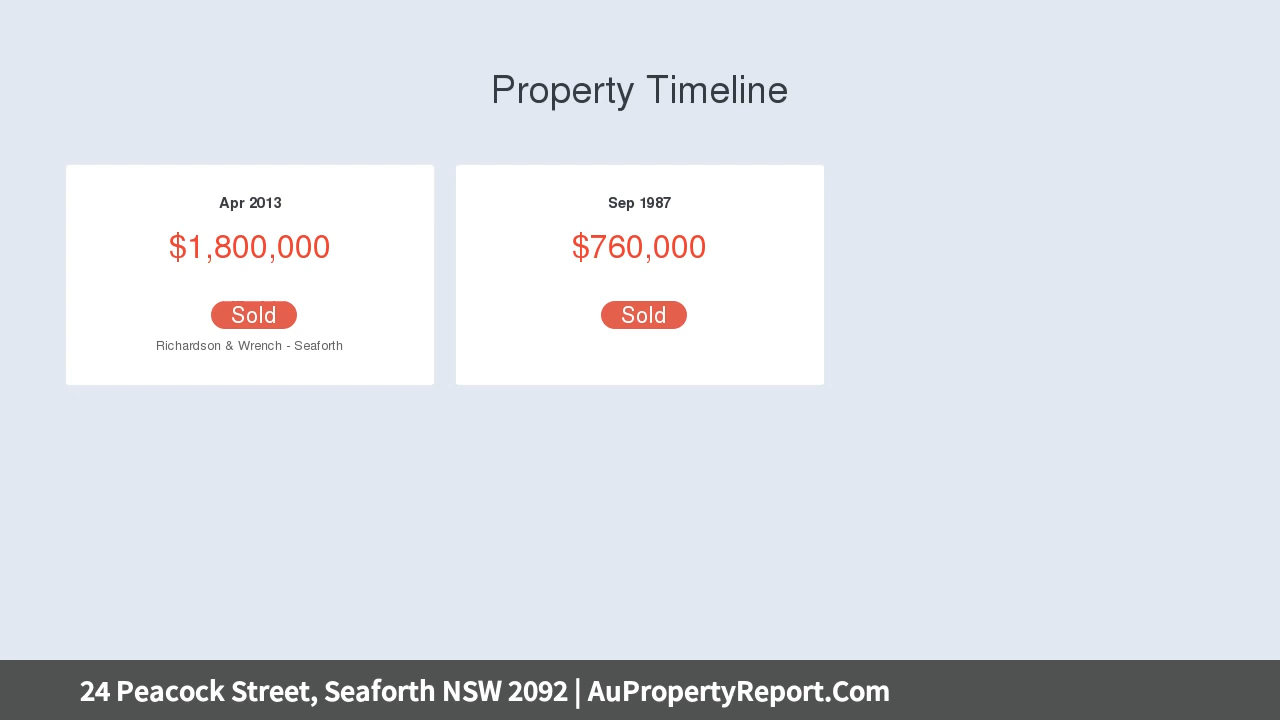 Property Timeline
Apr 2013
$1,800,000
Sold
Richardson & Wrench - Seaforth
Sep 1987
$760,000
Sold
24 Peacock Street, Seaforth NSW 2092 | AuPropertyReport.Com